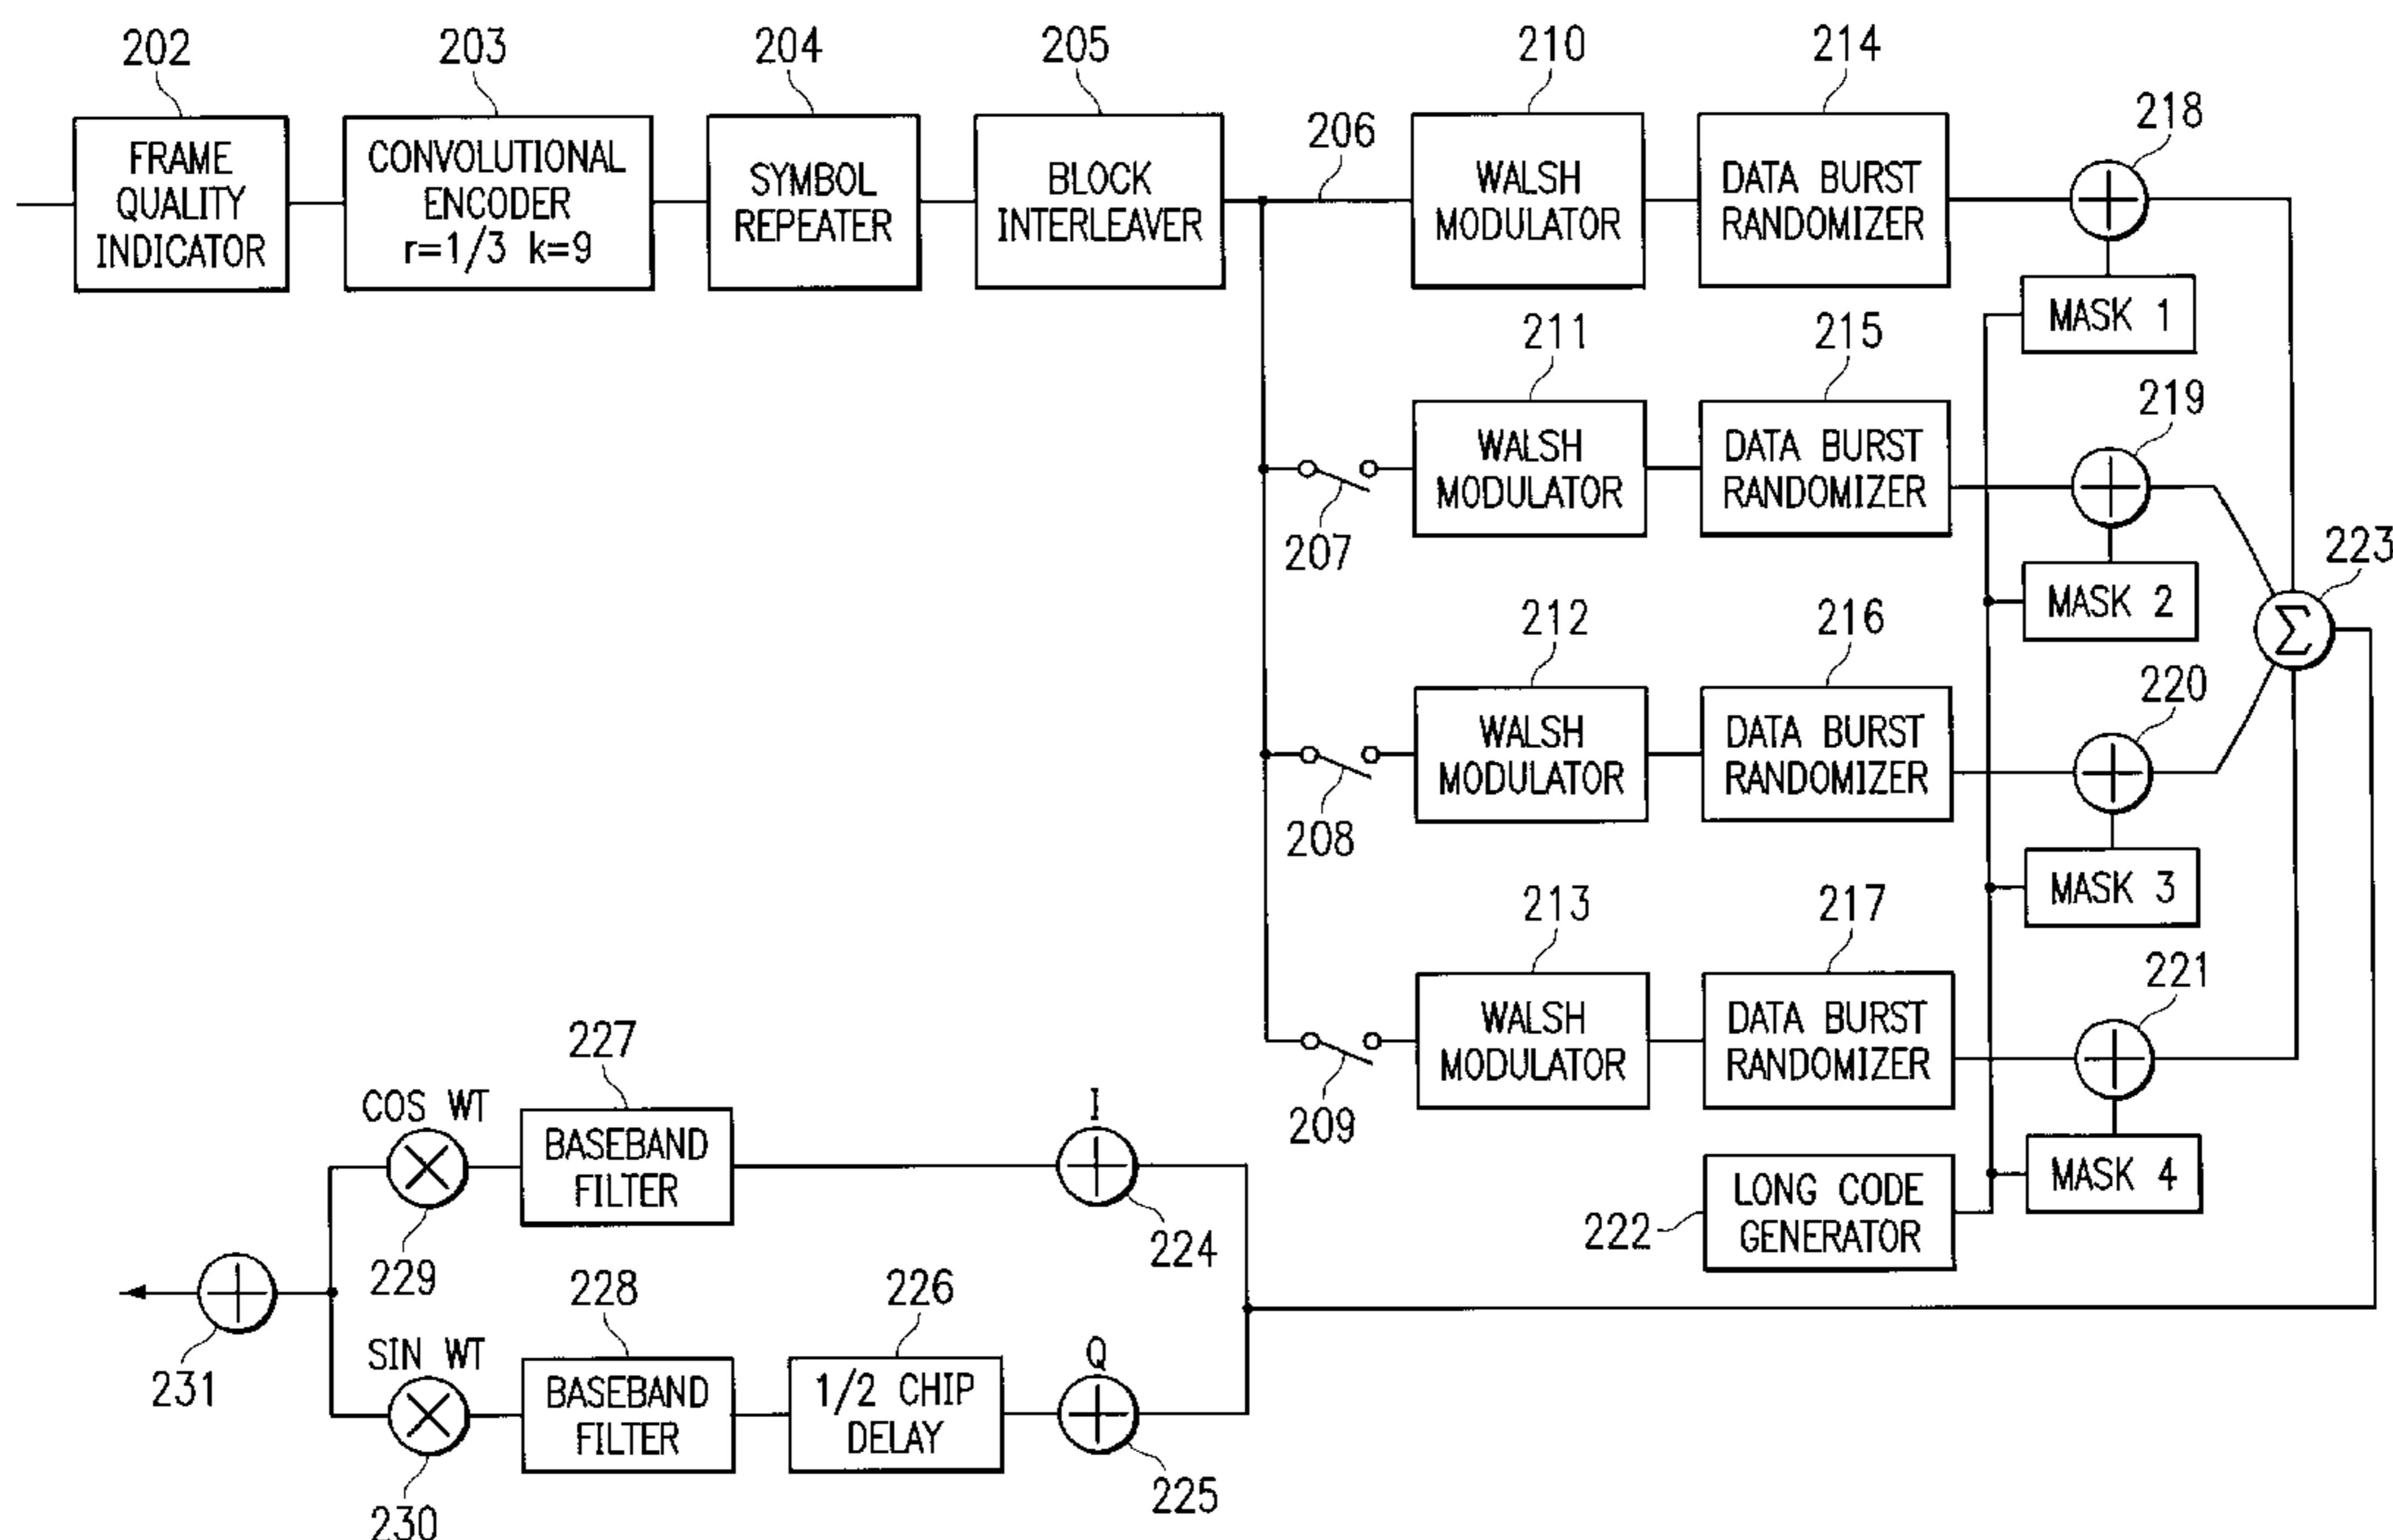 202
203
204
205
210
214
218
206
FRAME
QUALITY
INDICATOR
CONVOLUTIONAL
ENCODER
r=1/3 k=9
SYMBOL
REPEATER
BLOCK
INTERLEAVER
WALSH
MODULATOR
DATA BURST
RANDOMIZER
MASK 1
211
215
219
WALSH
MODULATOR
DATA BURST
RANDOMIZER
207
MASK 2
223
Σ
212
216
220
WALSH
MODULATOR
DATA BURST
RANDOMIZER
208
MASK 3
213
217
221
WALSH
MODULATOR
DATA BURST
RANDOMIZER
209
MASK 4
222
LONG CODE
GENERATOR
227
COS WT
BASEBAND
FILTER
I
229
224
228
226
231
SIN WT
BASEBAND
FILTER
1/2 CHIP
DELAY
Q
230
225